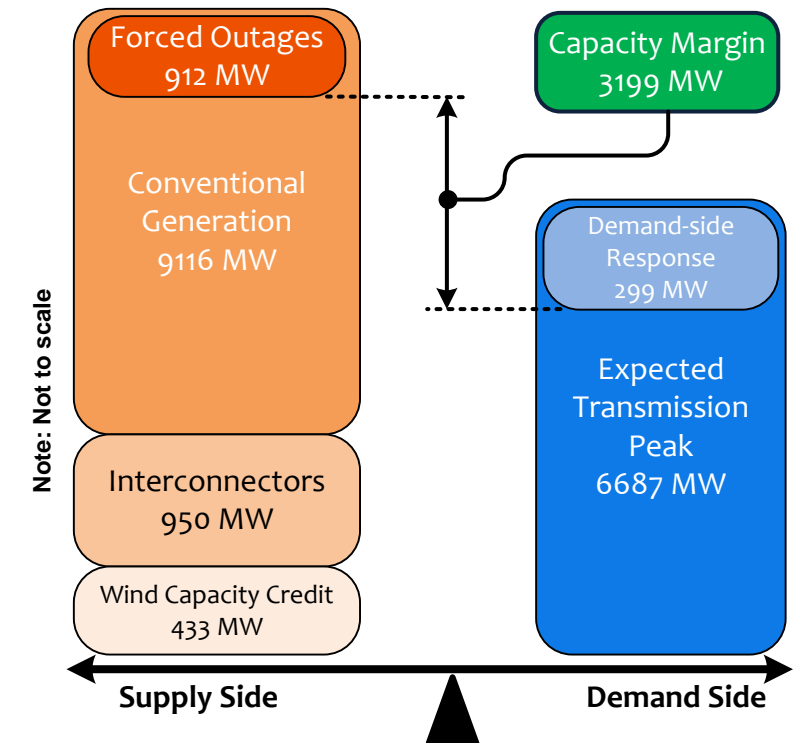 Forced Outages
912 MW
Conventional
Generation
9116 MW
Interconnectors
950 MW
Wind Capacity Credit
433 MW
Capacity Margin
3199 MW
Demand-side
Response
299 MW
Expected
Transmission
Peak
6687 MW
Note: Not to scale
Supply Side
Demand Side